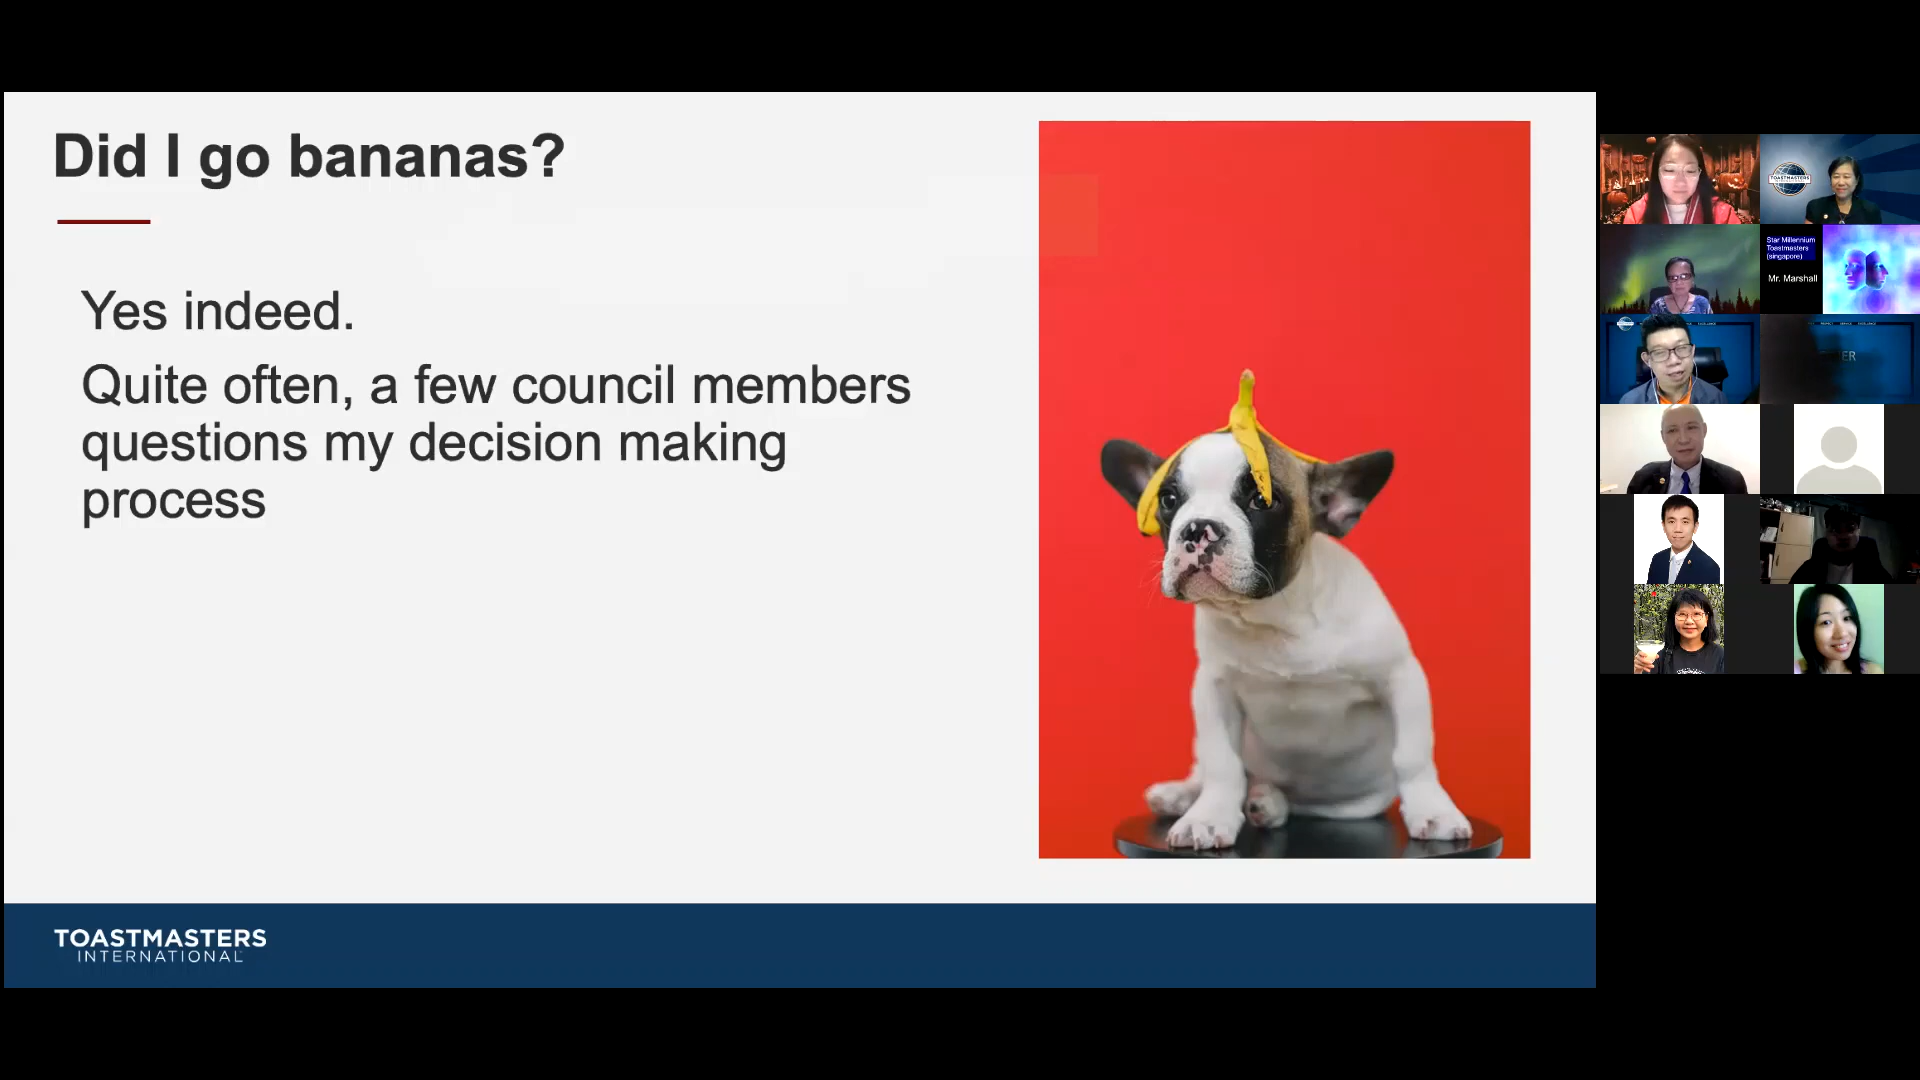 Did I go bananas?
Yes indeed.
Quite often, a few council members
questions my decision making
process
TOASTMASTERS
INTERNATIONAL
TOASTMASTERS
Star Millennium
Toastmasters
(singapore)
Mr. Marshall